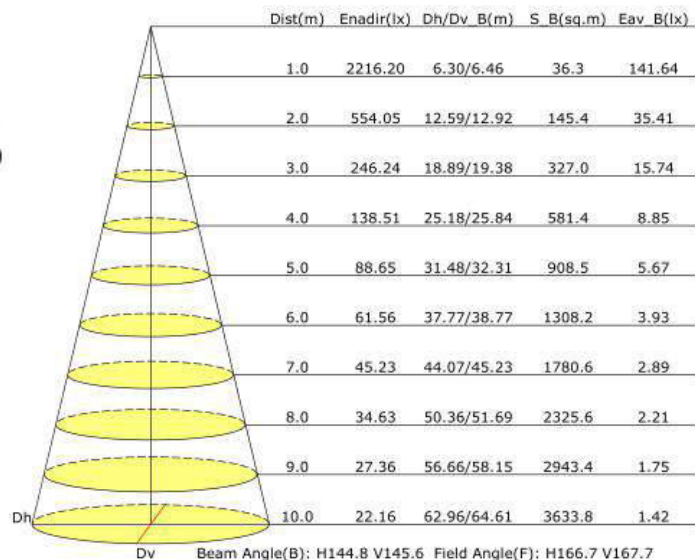 Dist(m) Enadir(lx) Dh/Dv_B(m) S_B(sq.m) Eav_B(lx)
1.0 2216.20 6.30/6.46 36.3 141.64
2.0 554.05 12.59/12.92 145.4 35.41
3.0 246.24 18.89/19.38 327.0 15.74
4.0 138.51 25.18/25.84 581.4 8.85
5.0 88.65 31.48/32.31 908.5 5.67
6.0 61.56 37.77/38.77 1308.2 3.93
7.0 45.23 44.07/45.23 1780.6 2.89
8.0 34.63 50.36/51.69 2325.6 2.21
9.0 27.36 56.66/58.15 2943.4 1.75
Dh 10.0 22.16 62.96/64.61 3633.8 1.42
Dv Beam Angle(B): H144.8 V145.6 Field Angle(F): H166.7 V167.7